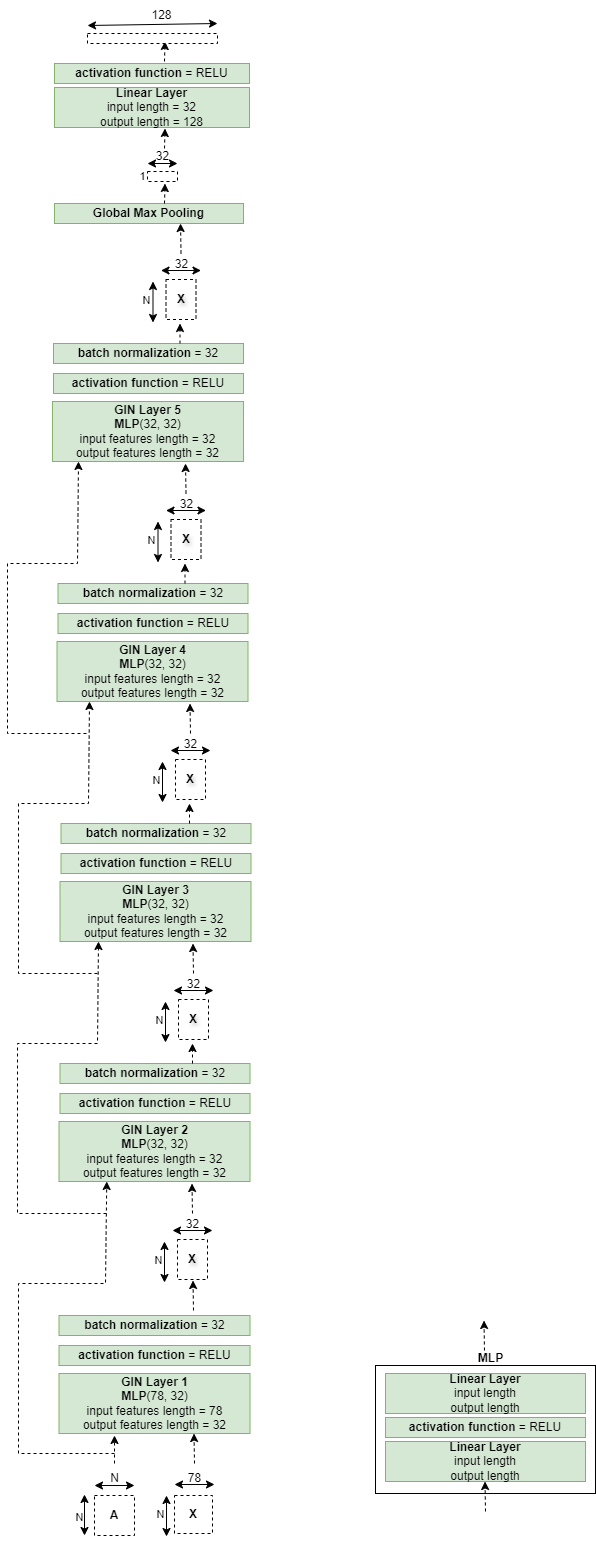 128
activation function = RELU
Linear Layer
input length = 32
output length = 128
32
1
Global Max Pooling
32
N
X
batch normalization = 32
activation function = RELU
GIN Layer 5
MLP(32, 32)
input features length = 32
output features length = 32
32
N
X
batch normalization = 32
activation function = RELU
GIN Layer 4
MLP(32, 32)
input features length = 32
output features length = 32
32
N
X
batch normalization = 32
activation function = RELU
GIN Layer 3
MLP(32, 32)
input features length = 32
output features length = 32
32
N
X
batch normalization = 32
activation function = RELU
GIN Layer 2
MLP(32, 32)
input features length = 32
output features length = 32
32
N
X
batch normalization = 32
activation function = RELU
GIN Layer 1
MLP(78, 32)
input features length = 78
output features length = 32
N
78
N
A
N
X
MLP
Linear Layer
input length
output length
activation function = RELU
Linear Layer
input length
output length